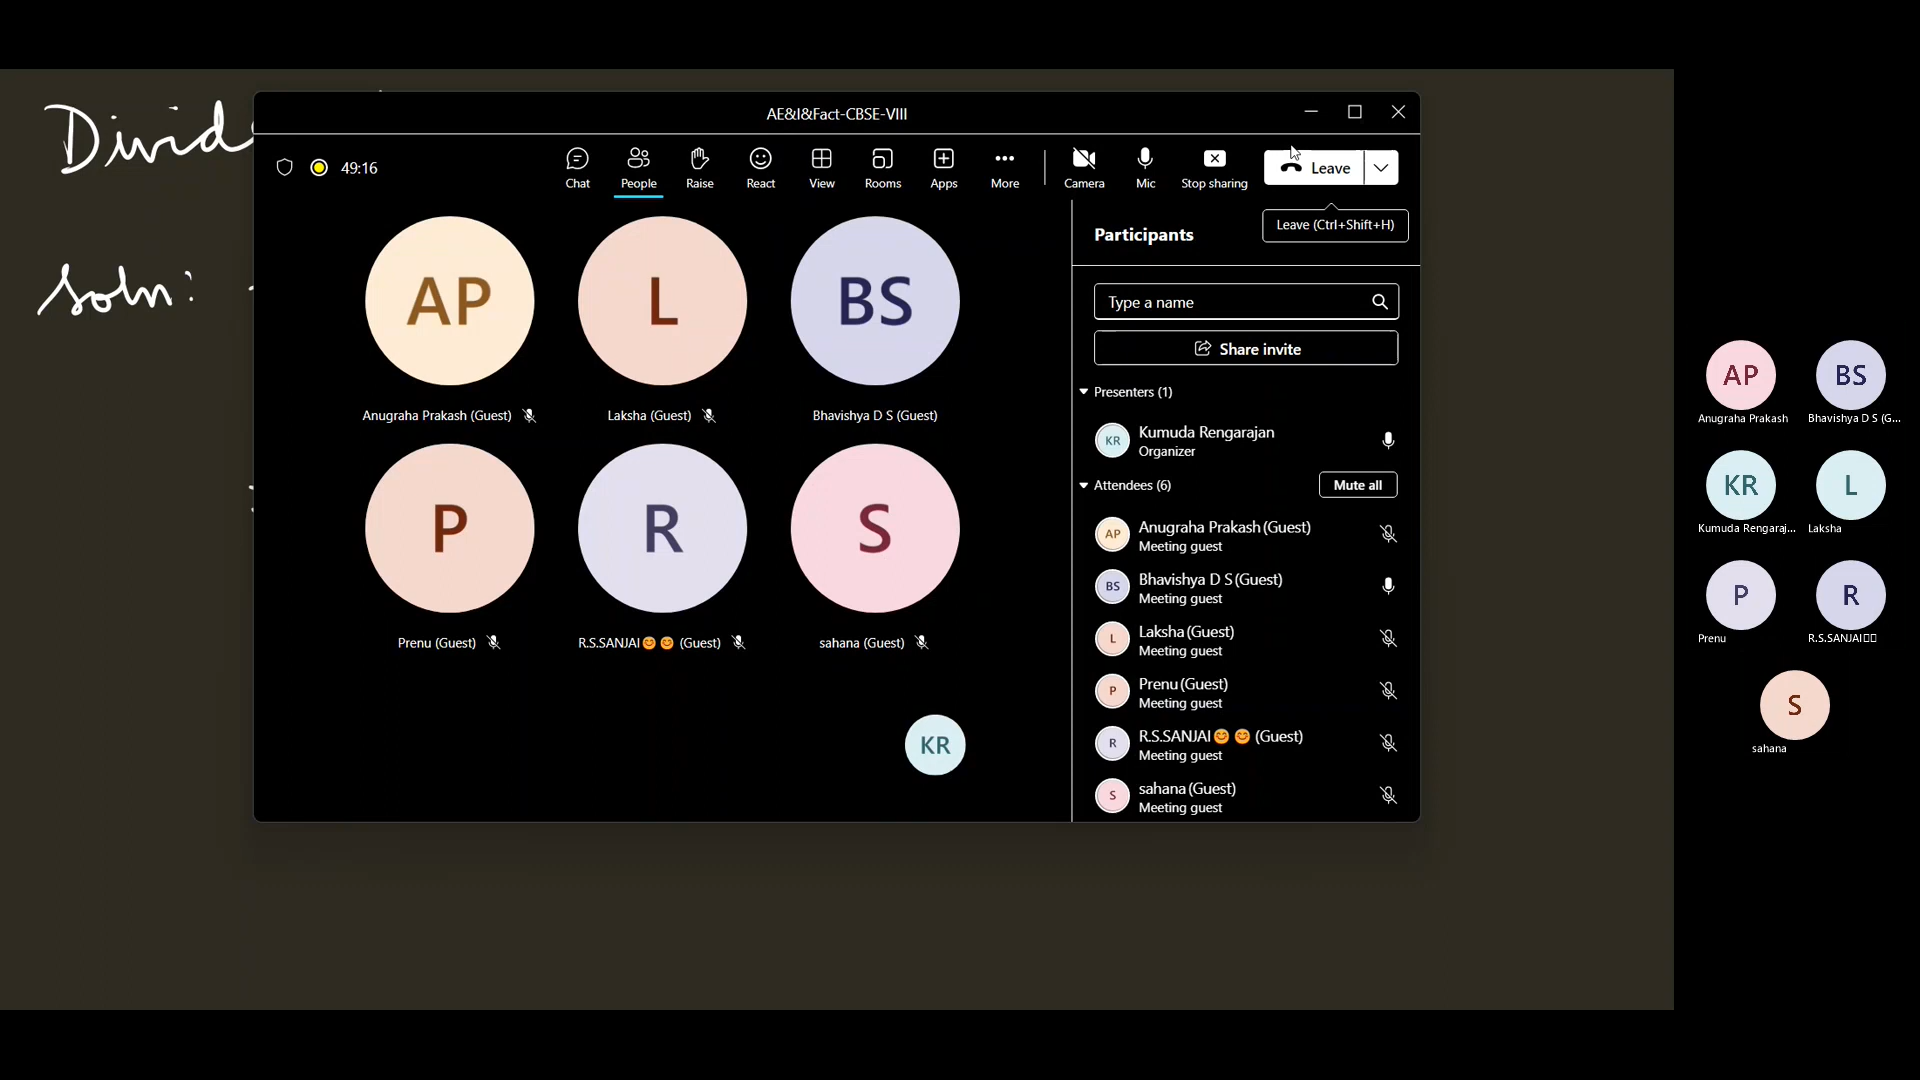 Divid
Soln:
AE&I&Fact-CBSE-VIII
49:16
Chat
People
Raise
React
View
Rooms
Apps
More
Camera
Mic
Stop sharing
Leave
Leave (Ctrl+Shift+H)
AP
L
BS
Anugraha Prakash (Guest)
Laksha (Guest)
Bhavishya D S (Guest)
P
R
S
Prenu (Guest)
R.S.SANJAI😊 😊 (Guest)
sahana (Guest)
KR
Participants
Type a name
Share invite
Presenters (1)
KR
Kumuda Rengarajan
Organizer
Attendees (6)
Mute all
AP
Anugraha Prakash (Guest)
Meeting guest
BS
Bhavishya D S (Guest)
Meeting guest
L
Laksha (Guest)
Meeting guest
P
Prenu (Guest)
Meeting guest
R
R.S.SANJAI😊 😊 (Guest)
Meeting guest
S
sahana (Guest)
Meeting guest
AP
BS
Anugraha Prakash
Bhavishya D S (G...
KR
L
Kumuda Rengaraj...
Laksha
P
R
Prenu
R.S.SANJAI▯▯
S
sahana